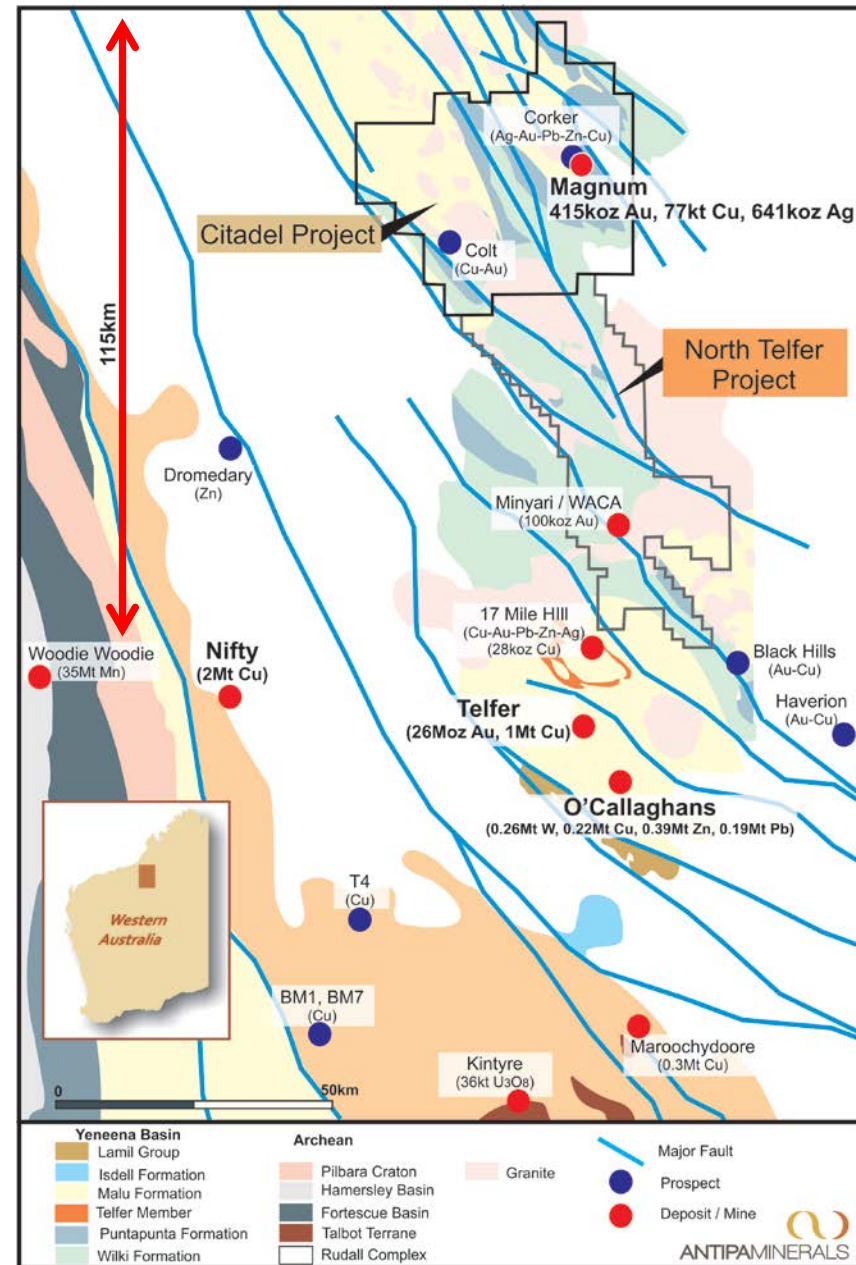 Corker
(Ag-Au-Pb-Zn-Cu)
Magnum
415koz Au, 77kt Cu, 641koz Ag
Citadel Project
Colt
(Cu-Au)
115km
North Telfer
Project
Dromedary
(Zn)
Minyari / WACA
(100koz Au)
17 Mile HIll
(Cu-Au-Pb-Zn-Ag)
(28koz Cu)
Woodie Woodie
(35Mt Mn)
Nifty
(2Mt Cu)
Black Hills
(Au-Cu)
Haverion
(Au-Cu)
Telfer
(26Moz Au, 1Mt Cu)
O'Callaghans
(0.26Mt W, 0.22Mt Cu, 0.39Mt Zn, 0.19Mt Pb)
Western
Australia
T4
(Cu)
BM1, BM7
(Cu)
Maroochydoore
(0.3Mt Cu)
Kintyre
(36kt U3O8)
0
50km
Yeneena Basin
Lamil Group
Isdell Formation
Malu Formation
Telfer Member
Puntapunta Formation
Wilki Formation
Archean
Pilbara Craton
Hamersley Basin
Fortescue Basin
Talbot Terrane
Rudall Complex
Granite
Major Fault
Prospect
Deposit / Mine
ANTIPAMINERALS